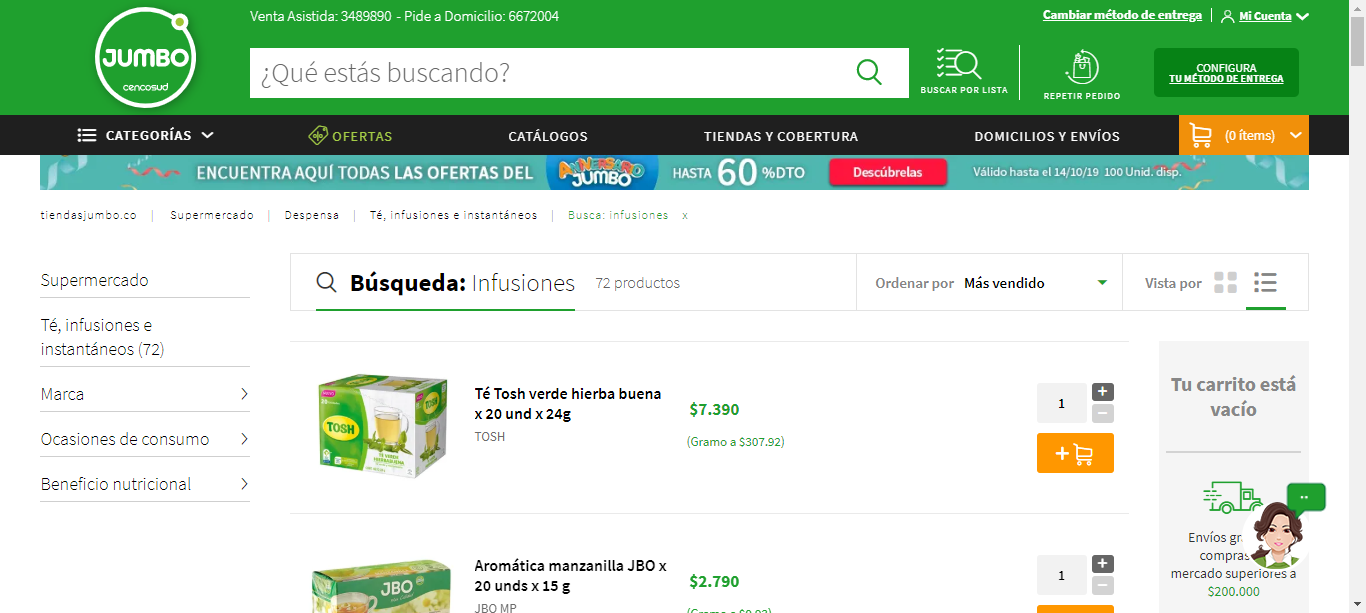 Venta Asistida: 3489890 - Pide a Domicilio: 6672004
Cambiar método de entrega
Mi Cuenta
JUMBO
cencosud
¿Qué estás buscando?
BUSCAR POR LISTA
REPETIR PEDIDO
CONFIGURA
TU MÉTODO DE ENTREGA
CATEGORÍAS
OFERTAS
CATÁLOGOS
TIENDAS Y COBERTURA
DOMICILIOS Y ENVÍOS
(0 ítems)
ENCUENTRA AQUÍ TODAS LAS OFERTAS DEL
ANIVERSARIO
JUMBO
HASTA 60 %DTO
Descúbrelas
Válido hasta el 14/10/19 100 Unid. disp.
tiendasjumbo.co | Supermercado | Despensa | Té, infusiones e instantáneos | Busca: infusiones x
Supermercado
Té, infusiones e
instantáneos (72)
Marca
Ocasiones de consumo
Beneficio nutricional
Búsqueda: Infusiones
72 productos
Ordenar por Más vendido
Vista por
TOSH
Té Tosh verde hierba buena
x 20 und x 24g
TOSH
$7.390
(Gramo a $307.92)
1
+
Tu carrito está
vacío
JBO
Aromática manzanilla JBO x
20 unds x 15 g
JBO MP
$2.790
1
Envíos
compras
mercado superiores a
$200.000